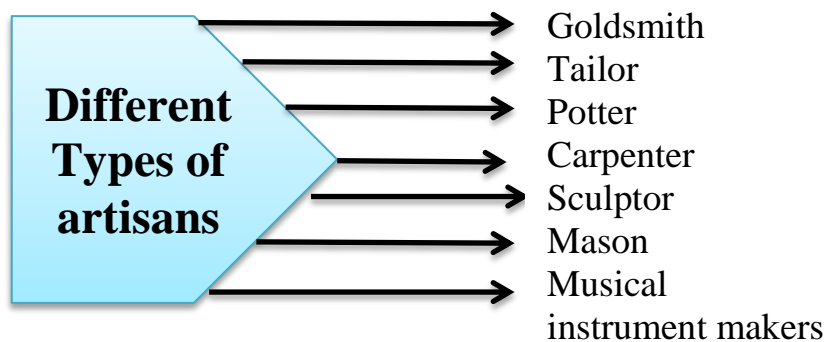 Different
Types of
artisans
Goldsmith
Tailor
Potter
Carpenter
Sculptor
Mason
Musical
instrument makers